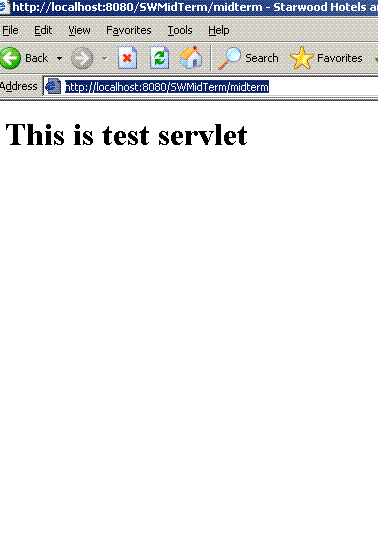 http://localhost:8080/SWMidTerm/midterm - Starwood Hotels a
File Edit View Favorites Tools Help
Back Search Favorites
Address http://localhost:8080/SWMidTerm/midterm
This is test servlet